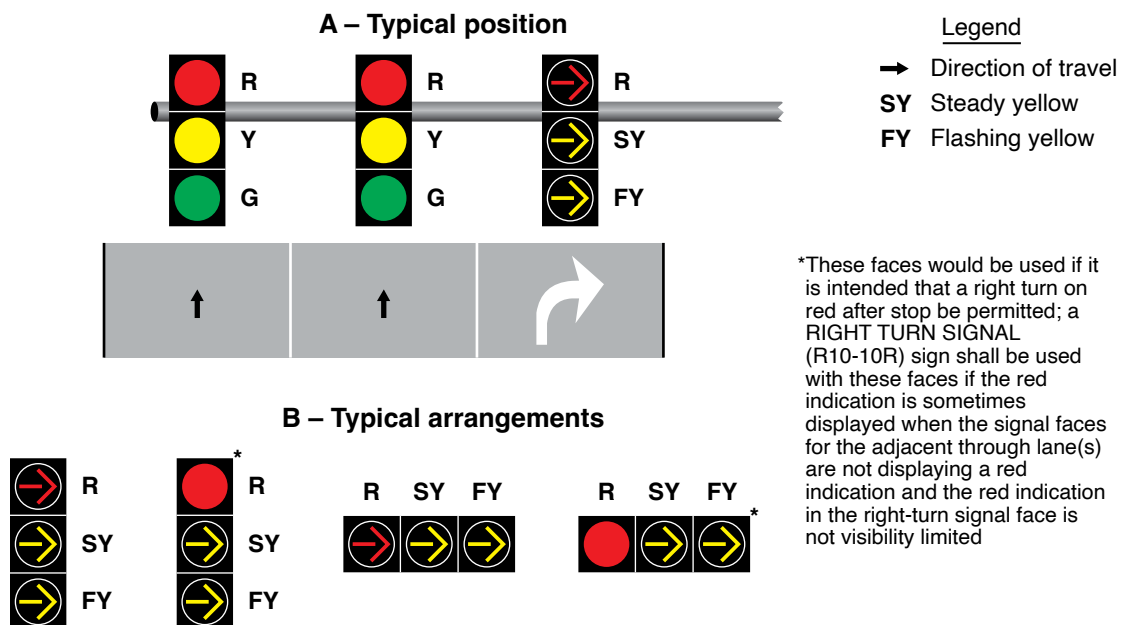 A – Typical position
R R R
Y Y SY
G G FY
Legend
Direction of travel
SY Steady yellow
FY Flashing yellow
*These faces would be used if it
is intended that a right turn on
red after stop be permitted; a
RIGHT TURN SIGNAL
(R10-10R) sign shall be used
with these faces if the red
indication is sometimes
displayed when the signal faces
for the adjacent through lane(s)
are not displaying a red
indication and the red indication
in the right-turn signal face is
not visibility limited
B – Typical arrangements
R
SY
FY
*
R
SY
FY
R SY FY
R SY FY
*